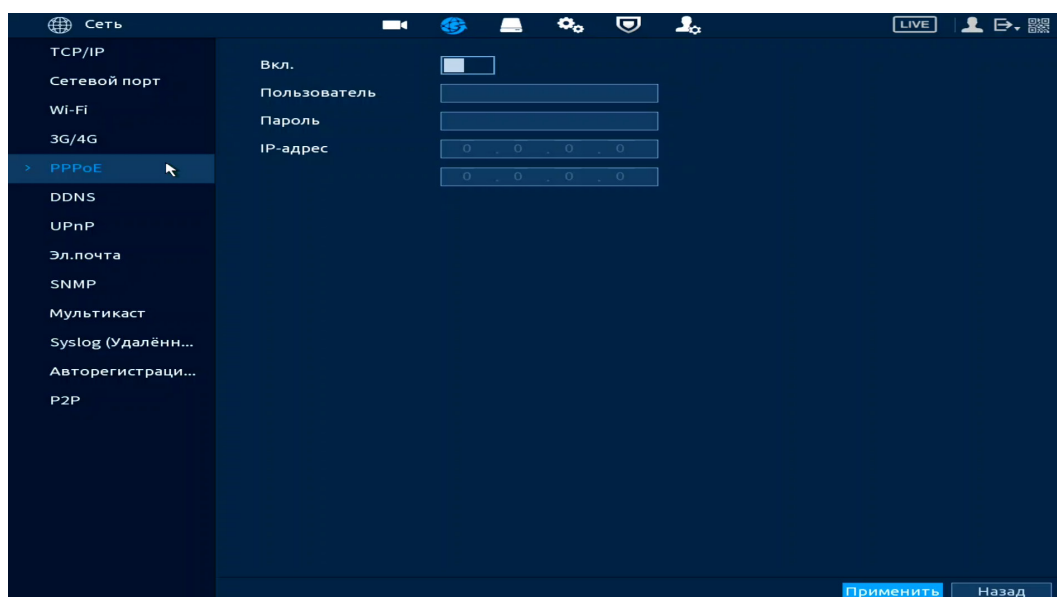 Сеть
LIVE
TCP/IP
Сетевой порт
Wi-Fi
3G/4G
> PPPoE
DDNS
UPnP
Эл.почта
SNMP
Мультикаст
Syslog (Удалённ...
Авторегистраци...
P2P
Вкл.
Пользователь
Пароль
IP-адрес 0 . 0 . 0 . 0
0 . 0 . 0 . 0
Применить Назад